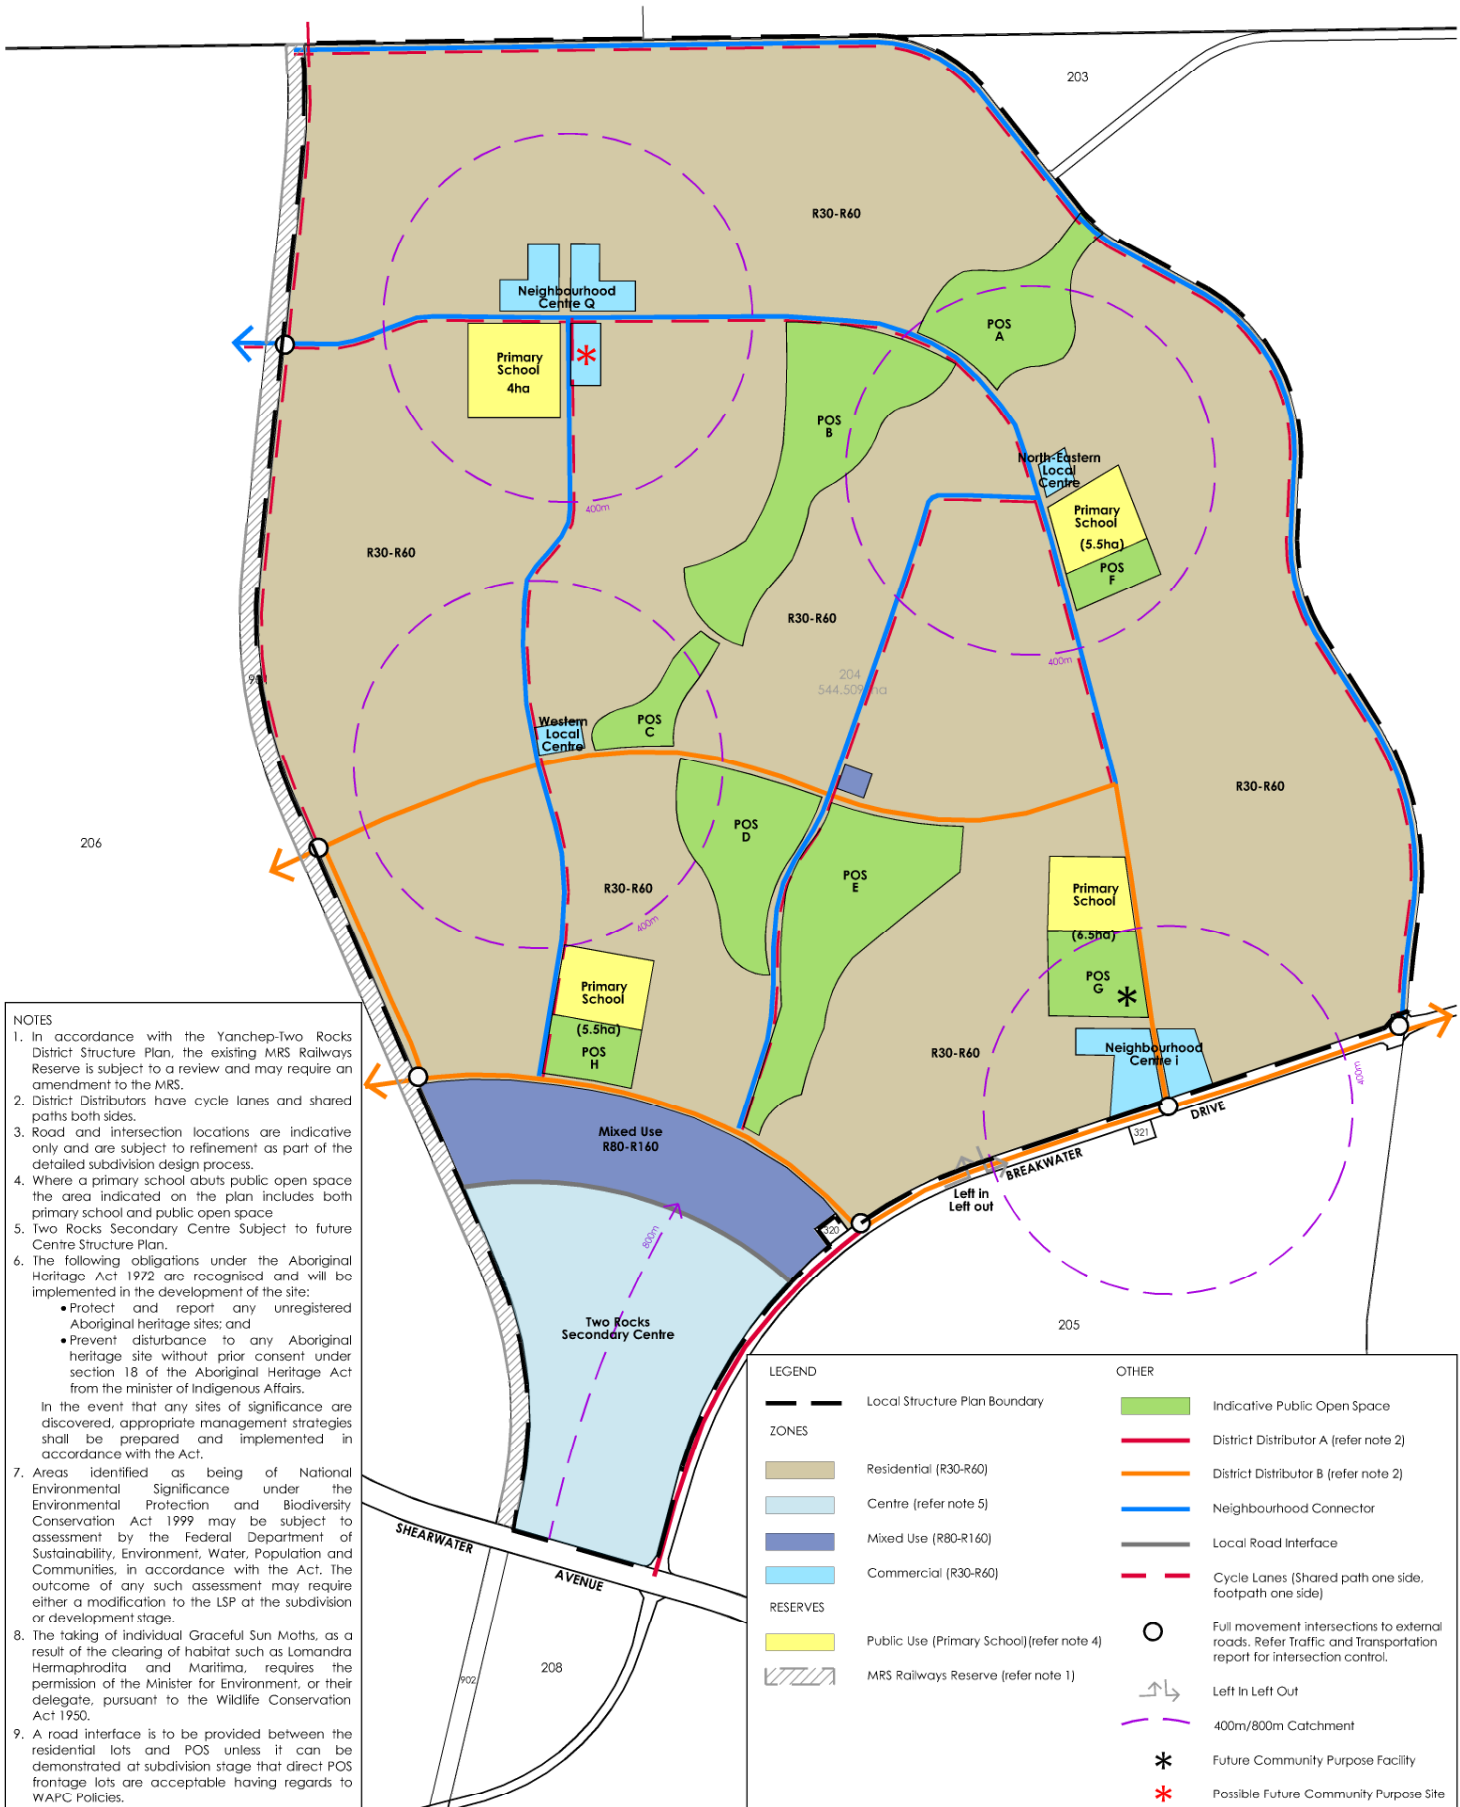 203
R30-R60
Neighbourhood
Centre Q
POS
A
Primary
School
4ha
POS
B
North-Eastern
Local
Centre
400m
Primary
School
(5.5ha)
POS
F
R30-R60
R30-R60
400m
204
544.509 ha
Western
Local
Centre
POS
C
R30-R60
POS
D
206
POS
E
R30-R60
400m
Primary
School
(6.5ha)
POS
G
Primary
School
(5.5ha)
POS
H
R30-R60
Neighbourhood
Centre i
400m
DRIVE
321
BREAKWATER
Left in
Left out
Mixed Use
R80-R160
320
800m
Two Rocks
Secondary Centre
205
SHEARWATER
AVENUE
902
208
NOTES
1. In accordance with the Yanchep-Two Rocks
District Structure Plan, the existing MRS Railways
Reserve is subject to a review and may require an
amendment to the MRS.
2. District Distributors have cycle lanes and shared
paths both sides.
3. Road and intersection locations are indicative
only and are subject to refinement as part of the
detailed subdivision design process.
4. Where a primary school abuts public open space
the area indicated on the plan includes both
primary school and public open space
5. Two Rocks Secondary Centre Subject to future
Centre Structure Plan.
6. The following obligations under the Aboriginal
Heritage Act 1972 are recognised and will be
implemented in the development of the site:
• Protect and report any unregistered
Aboriginal heritage sites; and
• Prevent disturbance to any Aboriginal
heritage site without prior consent under
section 18 of the Aboriginal Heritage Act
from the minister of Indigenous Affairs.
In the event that any sites of significance are
discovered, appropriate management strategies
shall be prepared and implemented in
accordance with the Act.
7. Areas identified as being of National
Environmental Significance under the
Environmental Protection and Biodiversity
Conservation Act 1999 may be subject to
assessment by the Federal Department of
Sustainability, Environment, Water, Population and
Communities, in accordance with the Act. The
outcome of any such assessment may require
either a modification to the LSP at the subdivision
or development stage.
8. The taking of individual Graceful Sun Moths, as a
result of the clearing of habitat such as Lomandra
Hermaphrodita and Maritima, requires the
permission of the Minister for Environment, or their
delegate, pursuant to the Wildlife Conservation
Act 1950.
9. A road interface is to be provided between the
residential lots and POS unless it can be
demonstrated at subdivision stage that direct POS
frontage lots are acceptable having regards to
WAPC Policies.
LEGEND
Local Structure Plan Boundary
ZONES
Residential (R30-R60)
Centre (refer note 5)
Mixed Use (R80-R160)
Commercial (R30-R60)
RESERVES
Public Use (Primary School)(refer note 4)
MRS Railways Reserve (refer note 1)
OTHER
Indicative Public Open Space
District Distributor A (refer note 2)
District Distributor B (refer note 2)
Neighbourhood Connector
Local Road Interface
Cycle Lanes (Shared path one side,
footpath one side)
Full movement intersections to external
roads. Refer Traffic and Transportation
report for intersection control.
Left In Left Out
400m/800m Catchment
Future Community Purpose Facility
Possible Future Community Purpose Site